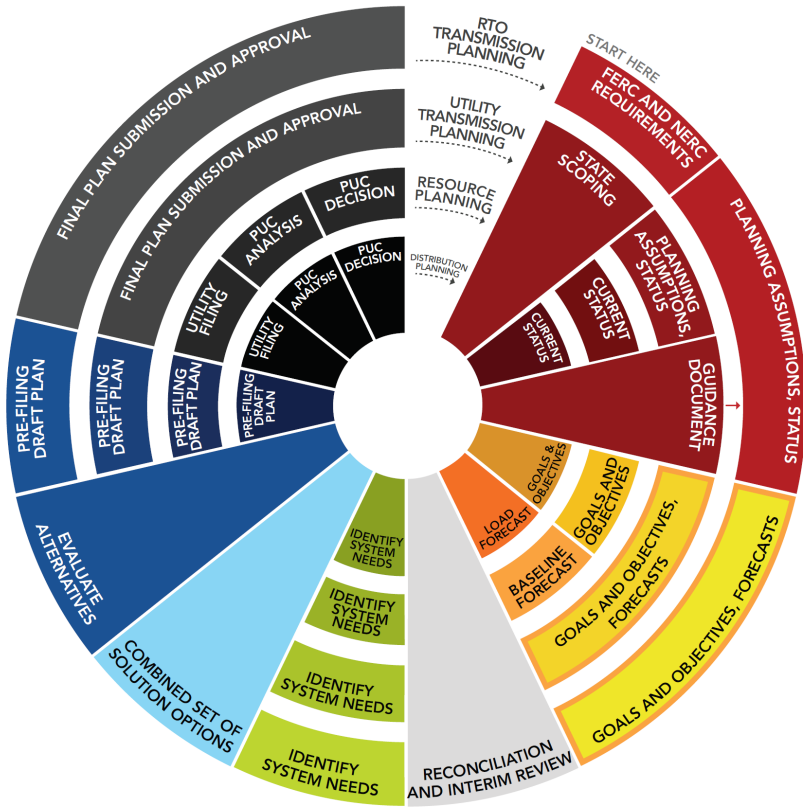 START HERE
RTO
TRANSMISSION
PLANNING
UTILITY
TRANSMISSION
PLANNING
RESOURCE
PLANNING
DISTRIBUTION
PLANNING
FERC AND NERC
REQUIREMENTS
PLANNING ASSUMPTIONS, STATUS
STATE
SCOPING
PLANNING
ASSUMPTIONS,
STATUS
CURRENT
STATUS
CURRENT
STATUS
GUIDANCE
DOCUMENT
→
GOALS AND OBJECTIVES, FORECASTS
GOALS AND OBJECTIVES,
FORECASTS
GOALS AND
OBJECTIVES
BASELINE
FORECAST
GOALS &
OBJECTIVES
LOAD
FORECAST
RECONCILIATION
AND INTERIM REVIEW
IDENTIFY
SYSTEM
NEEDS
IDENTIFY
SYSTEM
NEEDS
IDENTIFY
SYSTEM NEEDS
IDENTIFY
SYSTEM NEEDS
COMBINED SET OF
SOLUTION OPTIONS
EVALUATE
ALTERNATIVES
PRE-FILING
DRAFT PLAN
PRE-FILING
DRAFT PLAN
PRE-FILING
DRAFT PLAN
PRE-FILING
DRAFT
PLAN
FINAL PLAN SUBMISSION AND APPROVAL
FINAL PLAN SUBMISSION AND APPROVAL
UTILITY
FILING
PUC
ANALYSIS
PUC
DECISION
UTILITY
FILING
PUC
ANALYSIS
PUC
DECISION